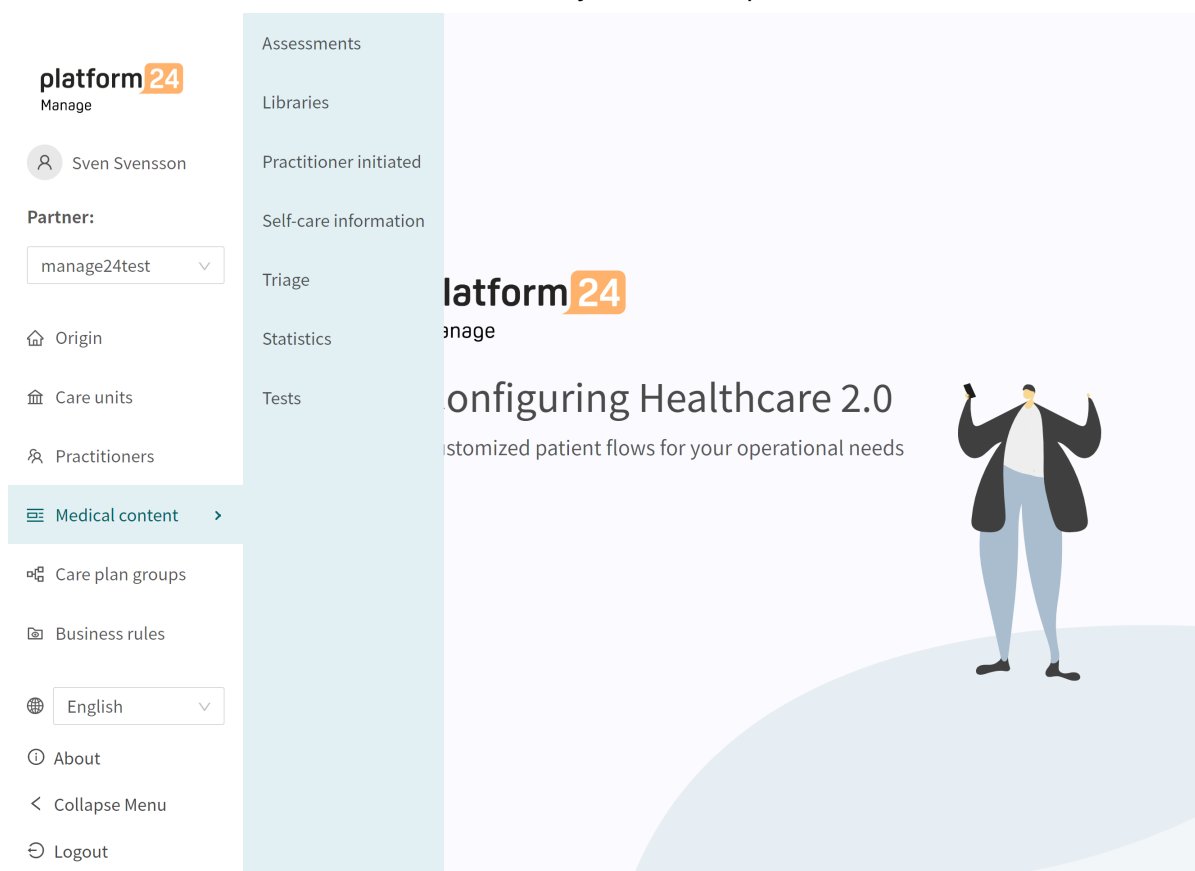 platform24
Manage
Sven Svensson
Partner:
manage24test
Origin
Care units
Practitioners
Medical content
Care plan groups
Business rules
English
About
Collapse Menu
Logout
Assessments
Libraries
Practitioner initiated
Self-care information
Triage
Statistics
Tests
latform24
anage
onfiguring Healthcare 2.0
stomized patient flows for your operational needs